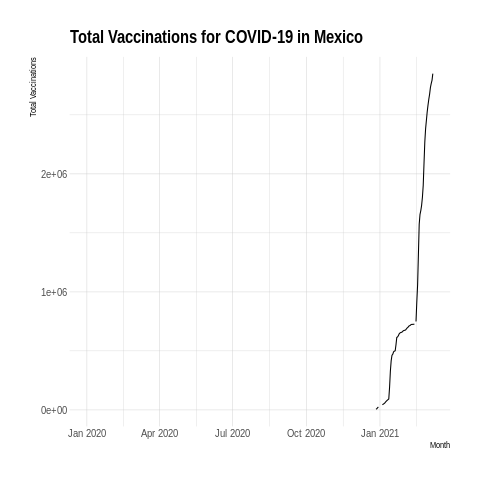 Total Vaccinations for COVID-19 in Mexico
Total Vaccinations
2e+06
1e+06
0e+00
Jan 2020 Apr 2020 Jul 2020 Oct 2020 Jan 2021
Month